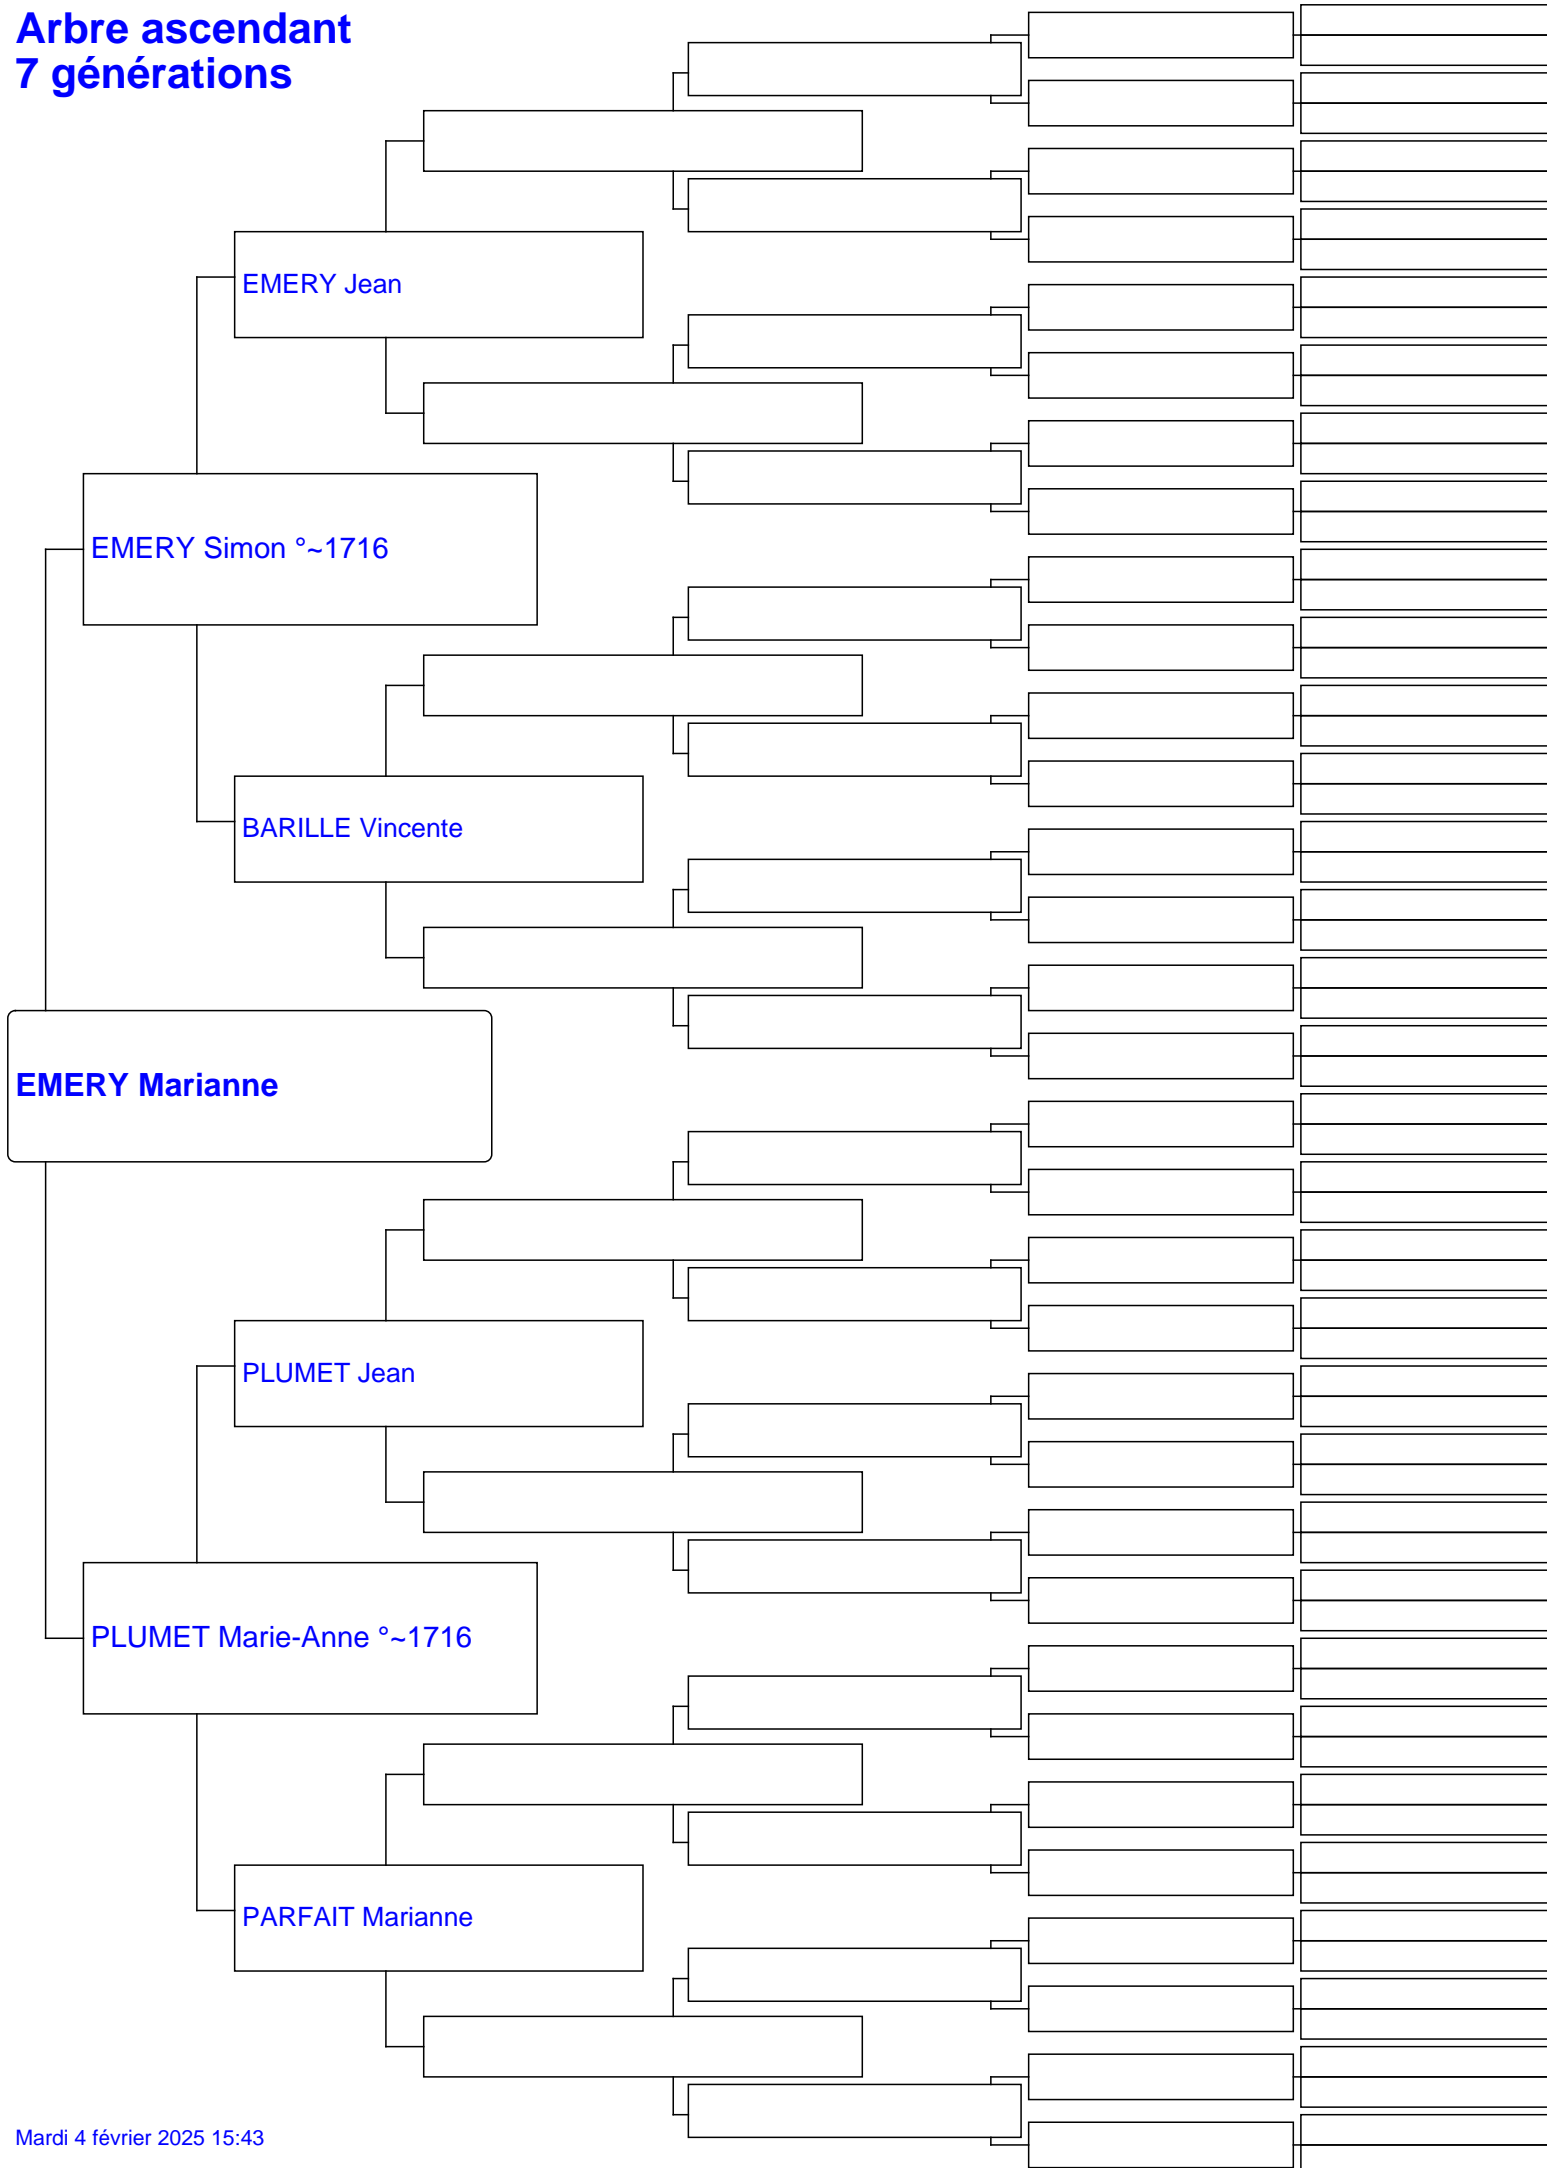 Arbre ascendant
7 générations
EMERY Jean
EMERY Simon °~1716
BARILLE Vincente
EMERY Marianne
PLUMET Jean
PLUMET Marie-Anne °~1716
PARFAIT Marianne
Mardi 4 février 2025 15:43